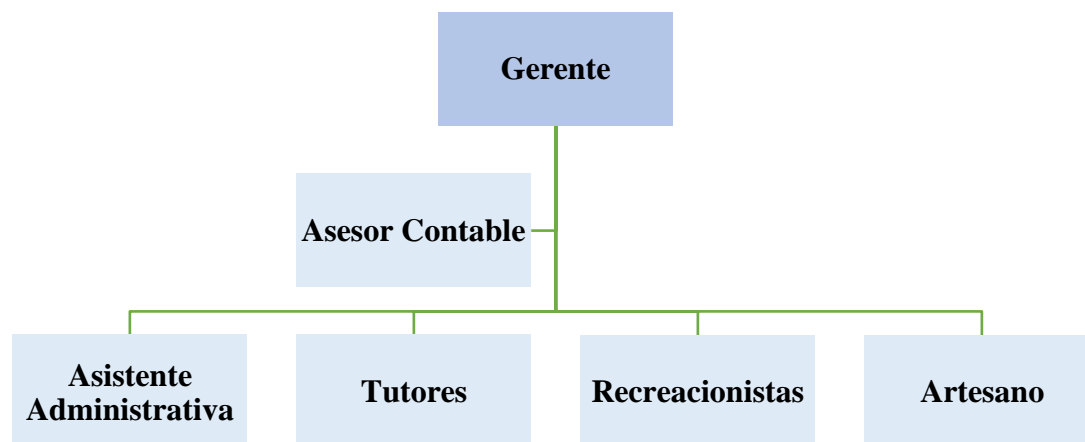 Gerente
Asesor Contable
Asistente
Administrativa
Tutores
Recreacionistas
Artesano